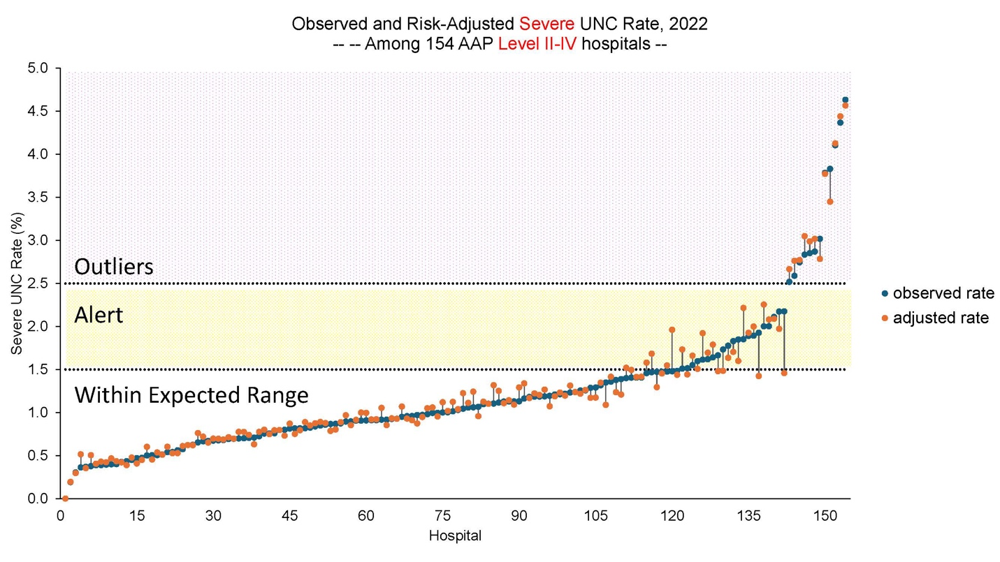 Observed and Risk-Adjusted Severe UNC Rate, 2022
-- -- Among 154 AAP Level II-IV hospitals --
5.0
4.5
4.0
3.5
3.0
2.5
2.0
1.5
1.0
0.5
0.0
Severe UNC Rate (%)
Outliers
Alert
Within Expected Range
observed rate
adjusted rate
0 15 30 45 60 75 90 105 120 135 150
Hospital